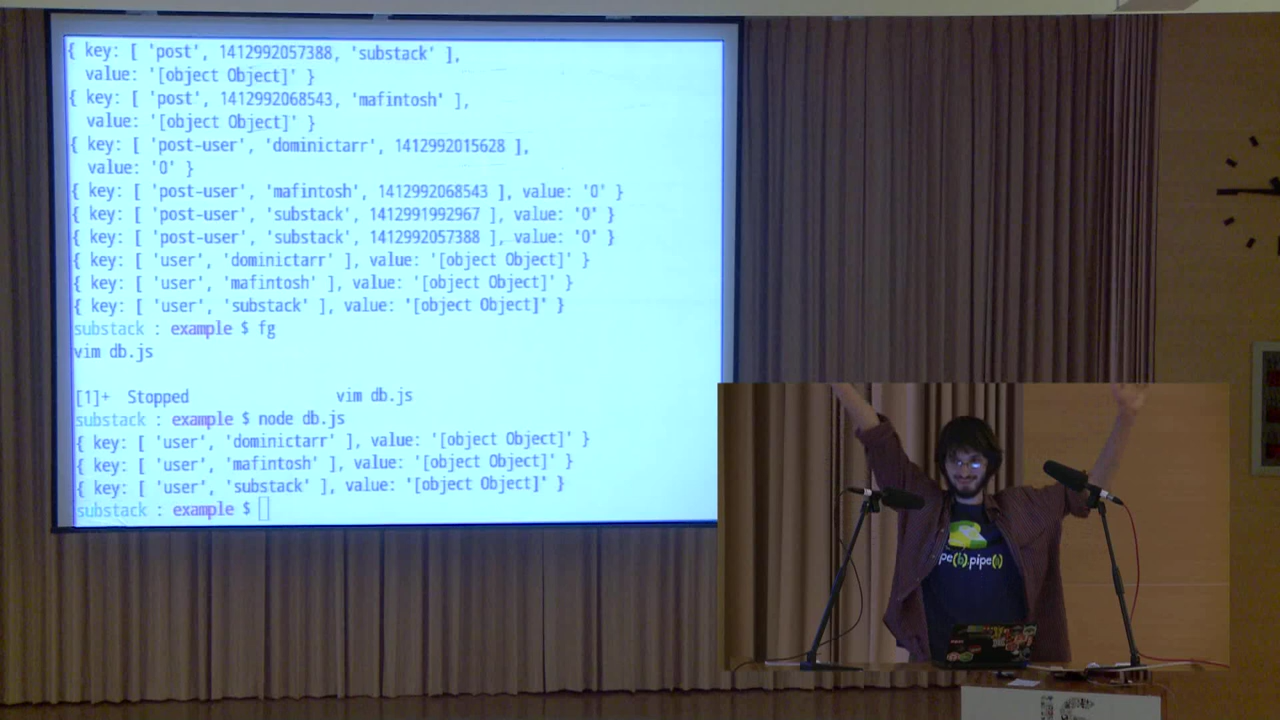 { key: [ 'post', 1412992057388, 'substack' ],
value: '[object Object]' }
{ key: [ 'post', 1412992068543, 'mafintosh' ],
value: '[object Object]' }
{ key: [ 'post-user', 'dominictarr', 1412992015628 ],
value: '0' }
{ key: [ 'post-user', 'mafintosh', 1412992068543 ], value: '0' }
{ key: [ 'post-user', 'substack', 1412991992967 ], value: '0' }
{ key: [ 'post-user', 'substack', 1412992057388 ], value: '0' }
{ key: [ 'user', 'dominictarr' ], value: '[object Object]' }
{ key: [ 'user', 'mafintosh' ], value: '[object Object]' }
{ key: [ 'user', 'substack' ], value: '[object Object]' }
substack : example $ fg
vim db.js
[1]+ Stopped vim db.js
substack : example $ node db.js
{ key: [ 'user', 'dominictarr' ], value: '[object Object]' }
{ key: [ 'user', 'mafintosh' ], value: '[object Object]' }
{ key: [ 'user', 'substack' ], value: '[object Object]' }
substack : example $
pe(b).pipe(i)